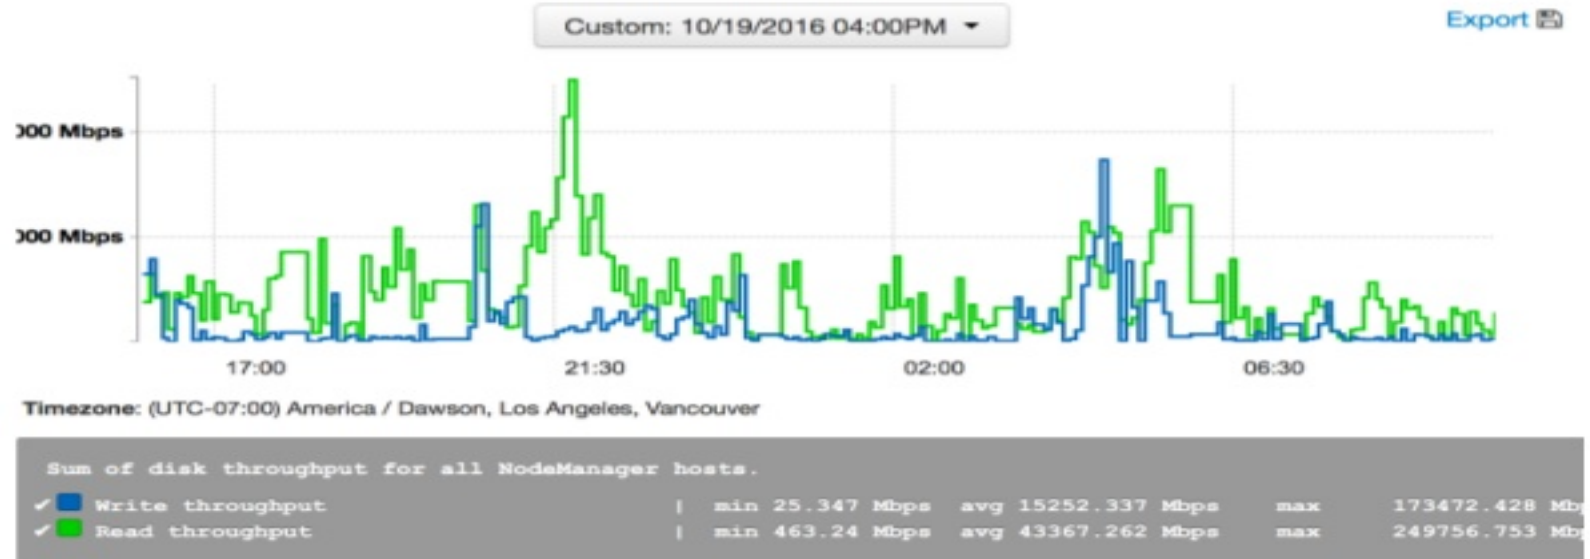 Custom: 10/19/2016 04:00PM
Export
000 Mbps
000 Mbps
17:00 21:30 02:00 06:30
Timezone: (UTC-07:00) America / Dawson, Los Angeles, Vancouver
Sum of disk throughput for all NodeManager hosts.
Write throughput | min 25.347 Mbps avg 15252.337 Mbps max 173472.428 Mb
Read throughput | min 463.24 Mbps avg 43367.262 Mbps max 249756.753 Mb